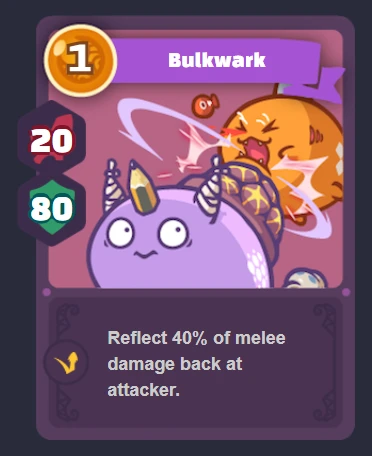 1
Bulkwark
20
80
Reflect 40% of melee
damage back at
attacker.